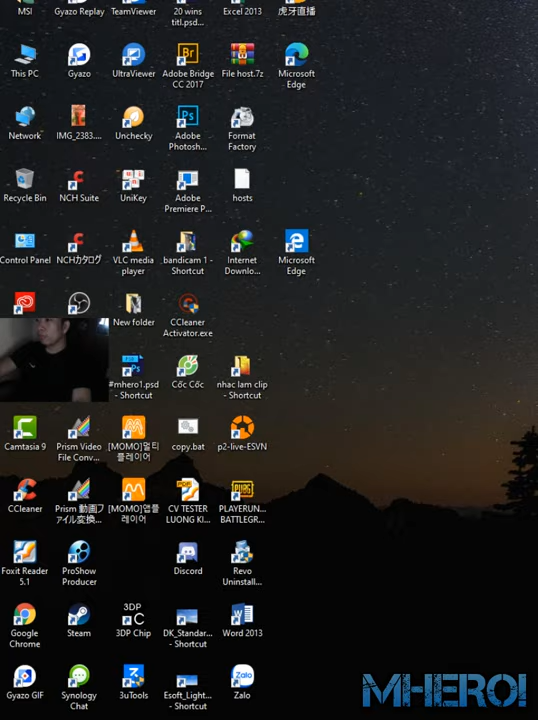 MSI
Gyazo Replay
TeamViewer
20 wins
titl.psd...
Excel 2013
虎牙直播
This PC
Gyazo
UltraViewer
Adobe Bridge
CC 2017
File host.7z
Microsoft
Edge
Network
IMG_2383....
Unchecky
Adobe
Photosh...
Format
Factory
Recycle Bin
NCH Suite
UniKey
Adobe
Premiere P...
hosts
Control Panel
NCHカタログ
VLC media
player
bandicam 1 -
Shortcut
Internet
Downlo...
Microsoft
Edge
New folder
CCleaner
Activator.exe
#mhero1.psd
- Shortcut
Cốc Cốc
nhac lam clip
- Shortcut
Camtasia 9
Prism Video
File Conv...
[MOMO]멀티
플레이어
copy.bat
p2-live-ESVN
CCleaner
Prism 動画フ
ァイル変換...
[MOMO]앱플
레이어
CV TESTER
LUONG KI...
PLAYERUN...
BATTLEGR...
Foxit Reader
5.1
ProShow
Producer
Discord
Revo
Uninstall...
Google
Chrome
Steam
3DP
C
3DP Chip
DK_Standar...
- Shortcut
Word 2013
Gyazo GIF
Synology
Chat
3uTools
Esoft_Light...
- Shortcut
Zalo
Zalo
MHERO!